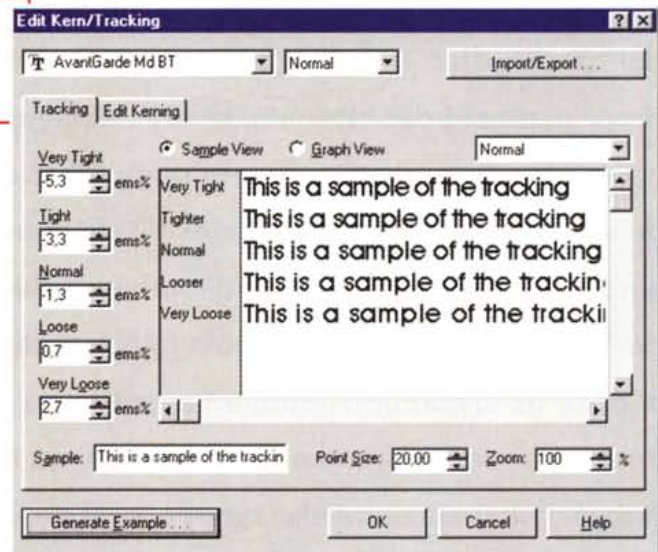 Edit Kern/Tracking
AvantGarde Md BT Normal Import/Export...
Tracking Edit Kerning
Sample View Graph View Normal
Very Tight
-5,3 ems%
Tight
-3,3 ems%
Normal
-1,3 ems%
Loose
0,7 ems%
Very Loose
2,7 ems%
Very Tight This is a sample of the tracking
Tighter This is a sample of the tracking
Normal This is a sample of the tracking
Looser This is a sample of the trackin
Very Loose This is a sample of the tracki
Sample: This is a sample of the trackin Point Size: 20,00 Zoom: 100 %
Generate Example... OK Cancel Help